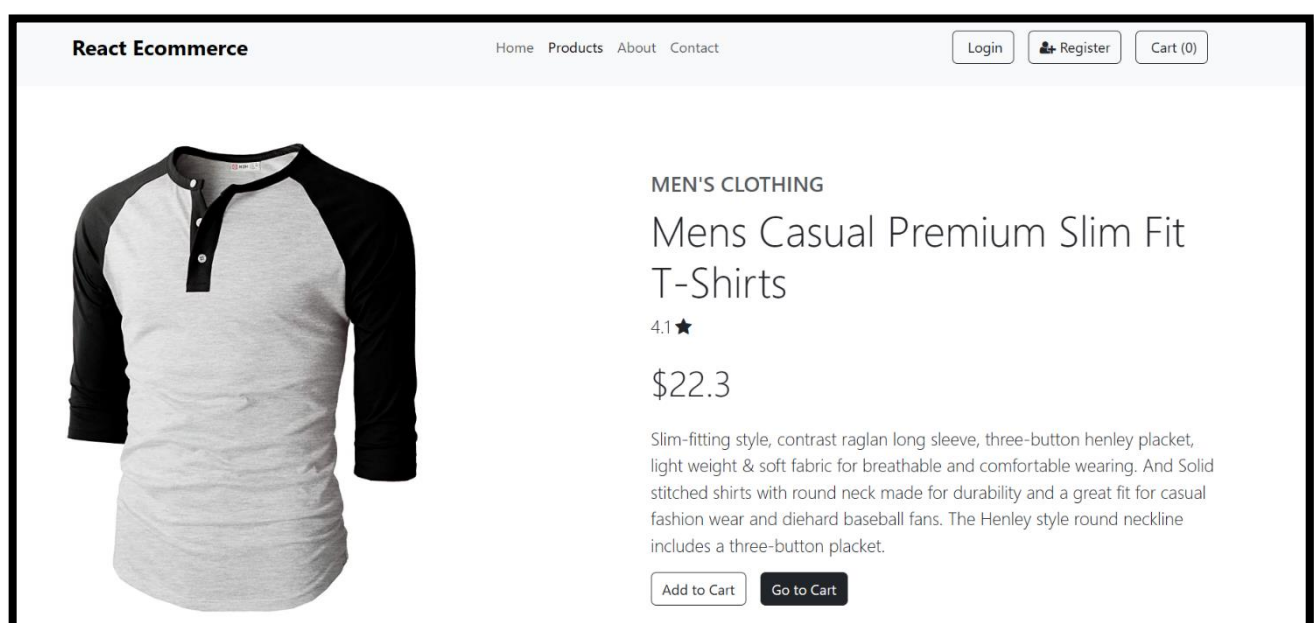 React Ecommerce
Home Products About Contact
Login
Register
Cart (0)
MEN'S CLOTHING
Mens Casual Premium Slim Fit
T-Shirts
4.1
$22.3
Slim-fitting style, contrast raglan long sleeve, three-button henley placket,
light weight & soft fabric for breathable and comfortable wearing. And Solid
stitched shirts with round neck made for durability and a great fit for casual
fashion wear and diehard baseball fans. The Henley style round neckline
includes a three-button placket.
Add to Cart
Go to Cart